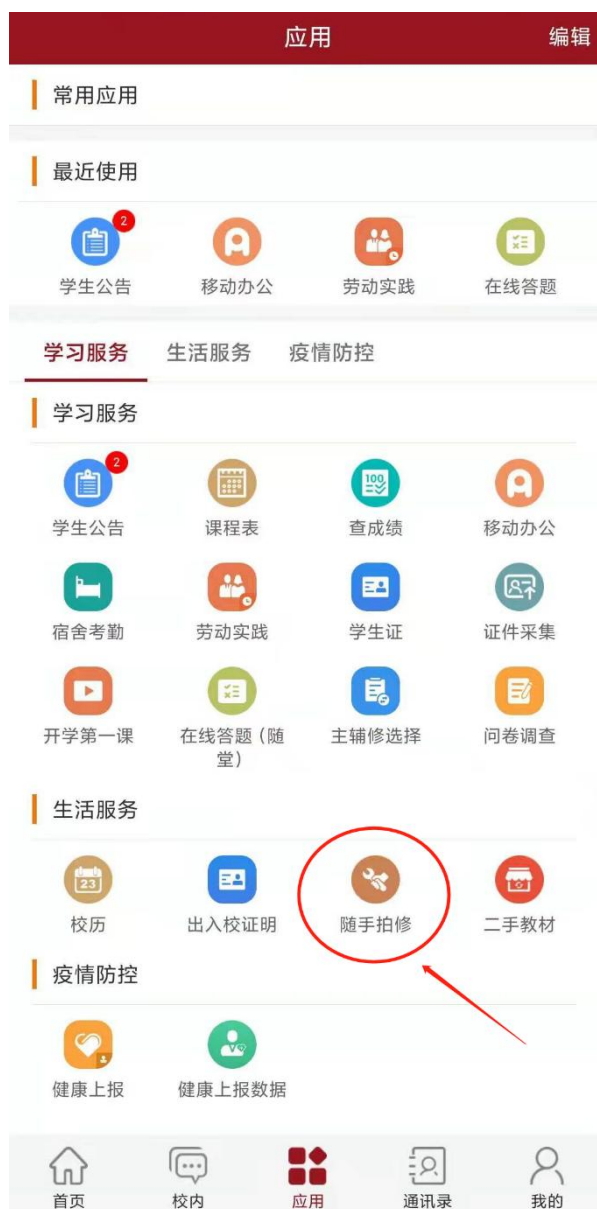 应用 编辑
常用应用
最近使用
2
学生公告 移动办公 劳动实践 在线答题
学习服务 生活服务 疫情防控
学习服务
2
100
学生公告 课程表 查成绩 移动办公
宿舍考勤 劳动实践 学生证 证件采集
开学第一课 在线答题(随 主辅修选择 问卷调查
堂)
生活服务
23
校历 出入校证明 随手拍修 二手教材
疫情防控
健康上报 健康上报数据
首页 校内 应用 通讯录 我的